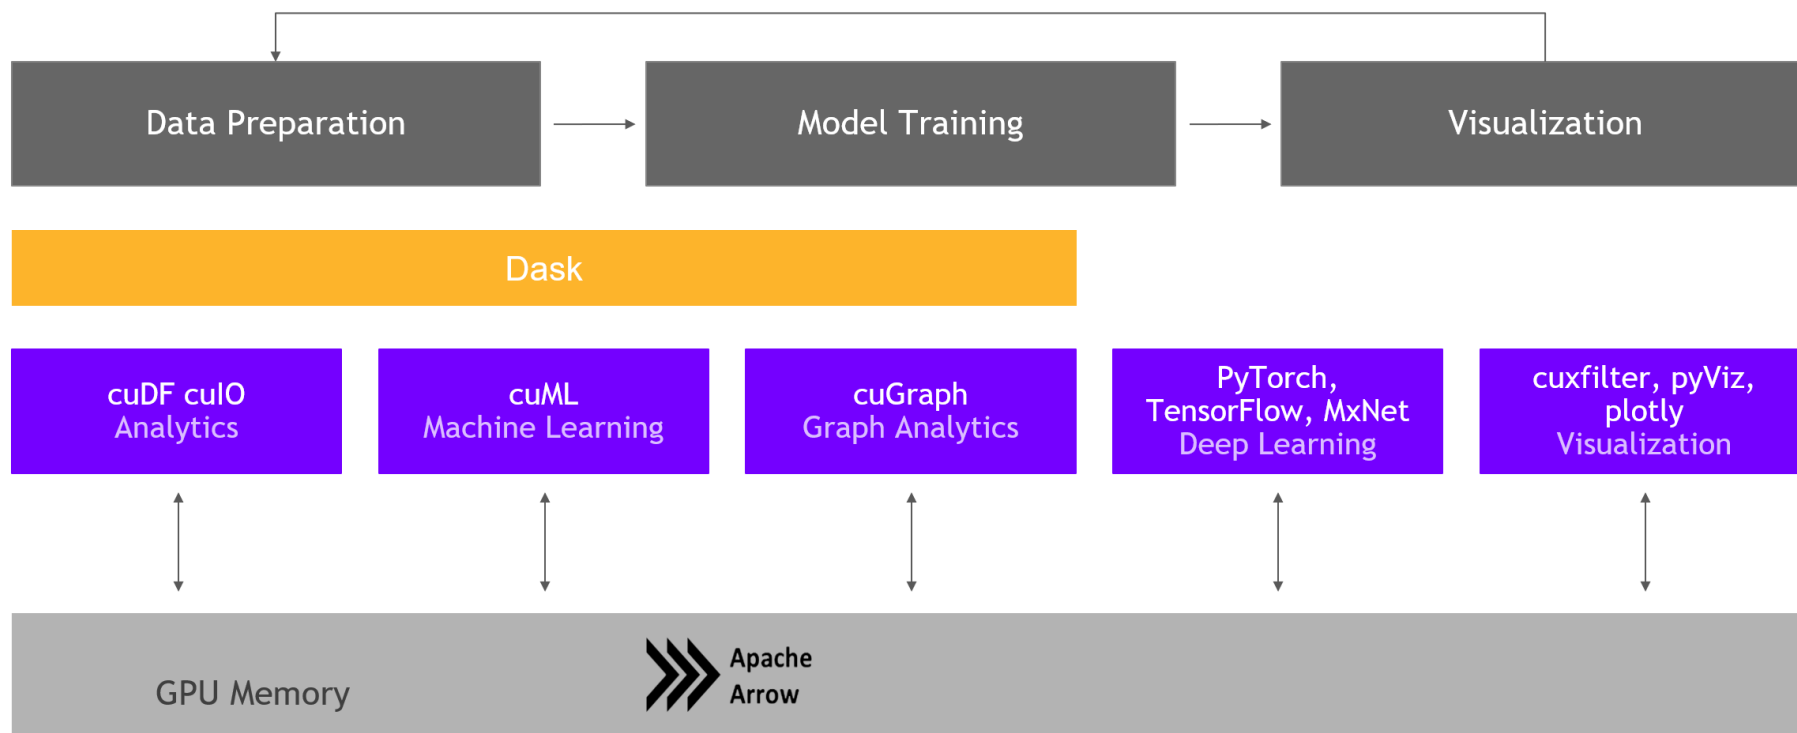 Data Preparation
Model Training
Visualization
Dask
cuDF cuIO
Analytics
cuML
Machine Learning
cuGraph
Graph Analytics
PyTorch,
TensorFlow, MxNet
Deep Learning
cuxfilter, pyViz,
plotly
Visualization
GPU Memory
Apache
Arrow